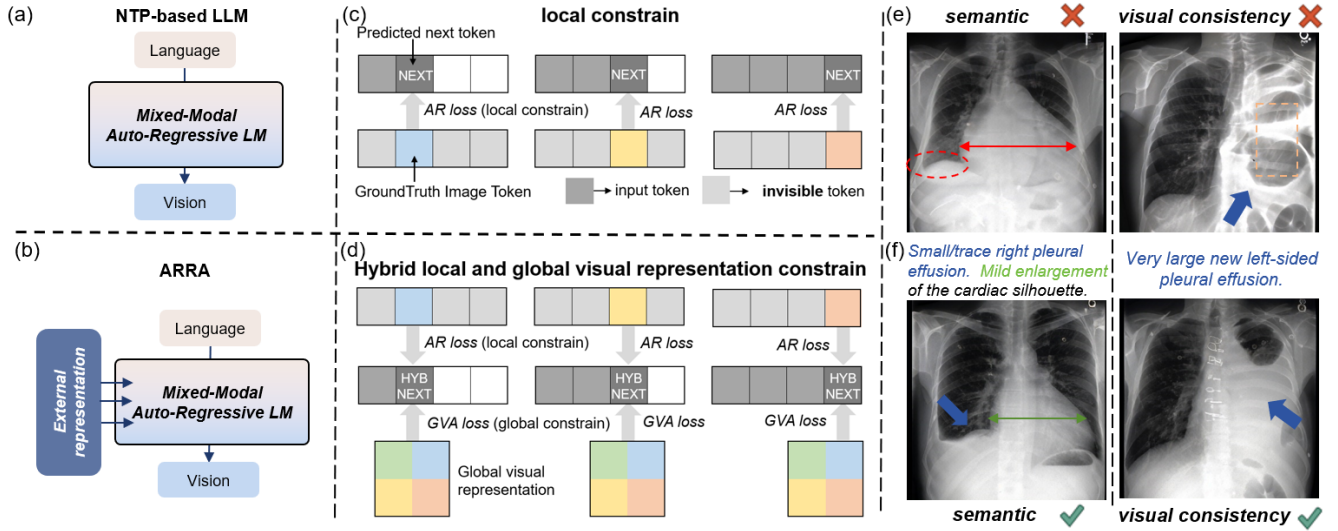 (a)
NTP-based LLM
Language
Mixed-Modal
Auto-Regressive LM
Vision
(b)
ARRA
External
representation
Language
Mixed-Modal
Auto-Regressive LM
Vision
(c)
local constrain
Predicted next token
NEXT
NEXT
NEXT
AR loss (local constrain)
AR loss
AR loss
GroundTruth Image Token
input token
invisible token
(d)
Hybrid local and global visual representation constrain
AR loss (local constrain)
AR loss
AR loss
HYB
NEXT
HYB
NEXT
HYB
NEXT
GVA loss (global constrain)
GVA loss
GVA loss
Global visual
representation
(e)
semantic
visual consistency
(f)
Small/trace right pleural
effusion. Mild enlargement
of the cardiac silhouette.
Very large new left-sided
pleural effusion.
semantic
visual consistency